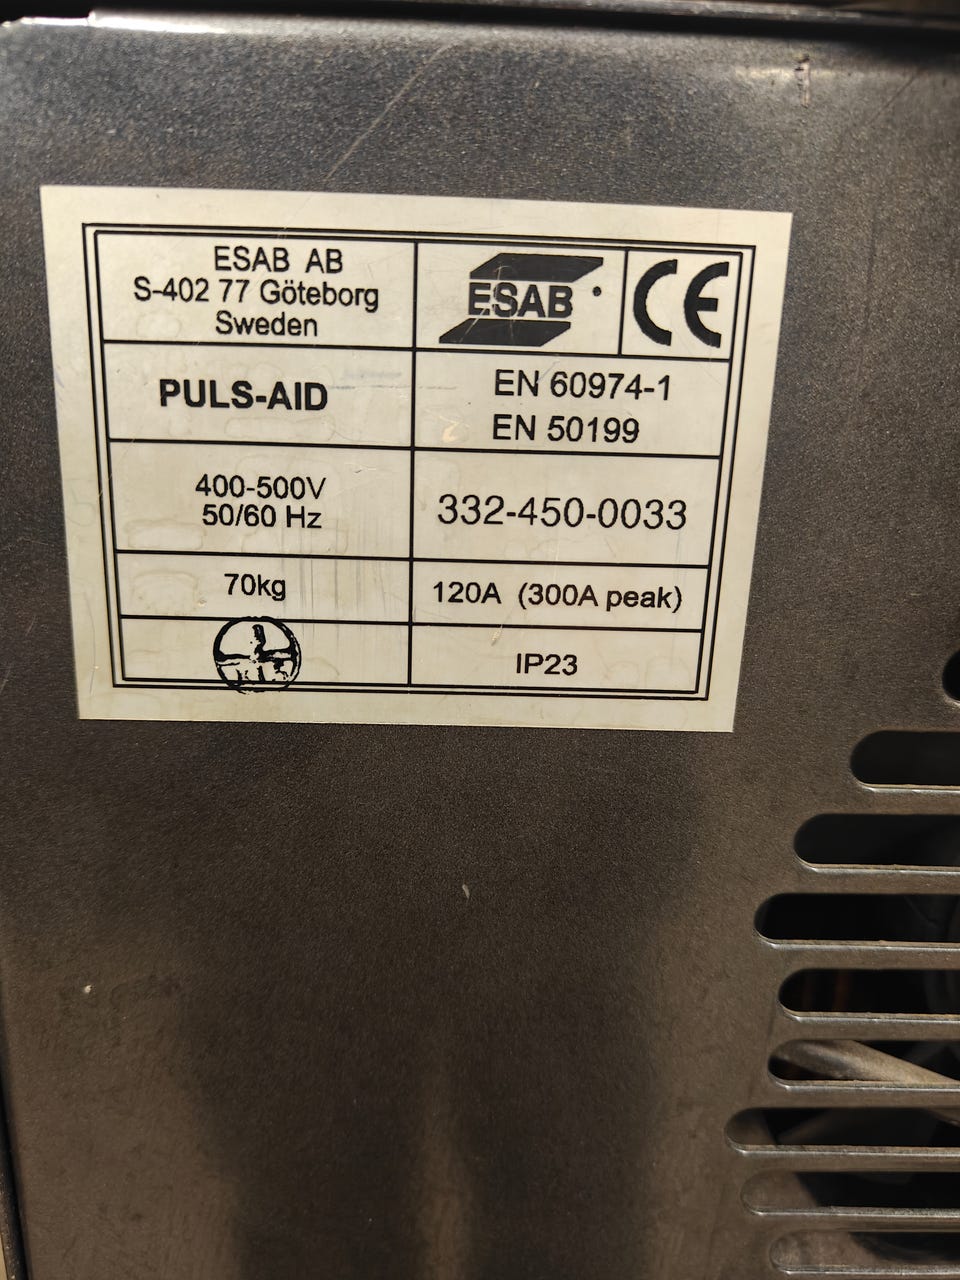 ESAB AB
S-402 77 Göteborg
Sweden
ESAB
CE
PULS-AID
EN 60974-1
EN 50199
400-500V
50/60 Hz
332-450-0033
70kg
120A (300A peak)
IP23